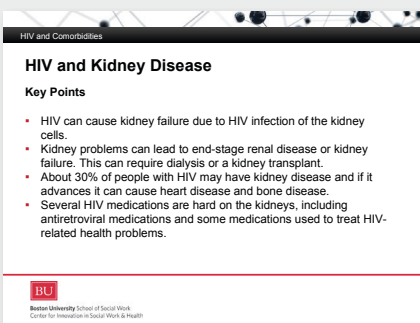 HIV and Comorbidities
HIV and Kidney Disease
Key Points
▪ HIV can cause kidney failure due to HIV infection of the kidney
cells.
▪ Kidney problems can lead to end-stage renal disease or kidney
failure. This can require dialysis or a kidney transplant.
▪ About 30% of people with HIV may have kidney disease and if it
advances it can cause heart disease and bone disease.
▪ Several HIV medications are hard on the kidneys, including
antiretroviral medications and some medications used to treat HIV-
related health problems.
BU
Boston University School of Social Work
Center for Innovation in Social Work & Health